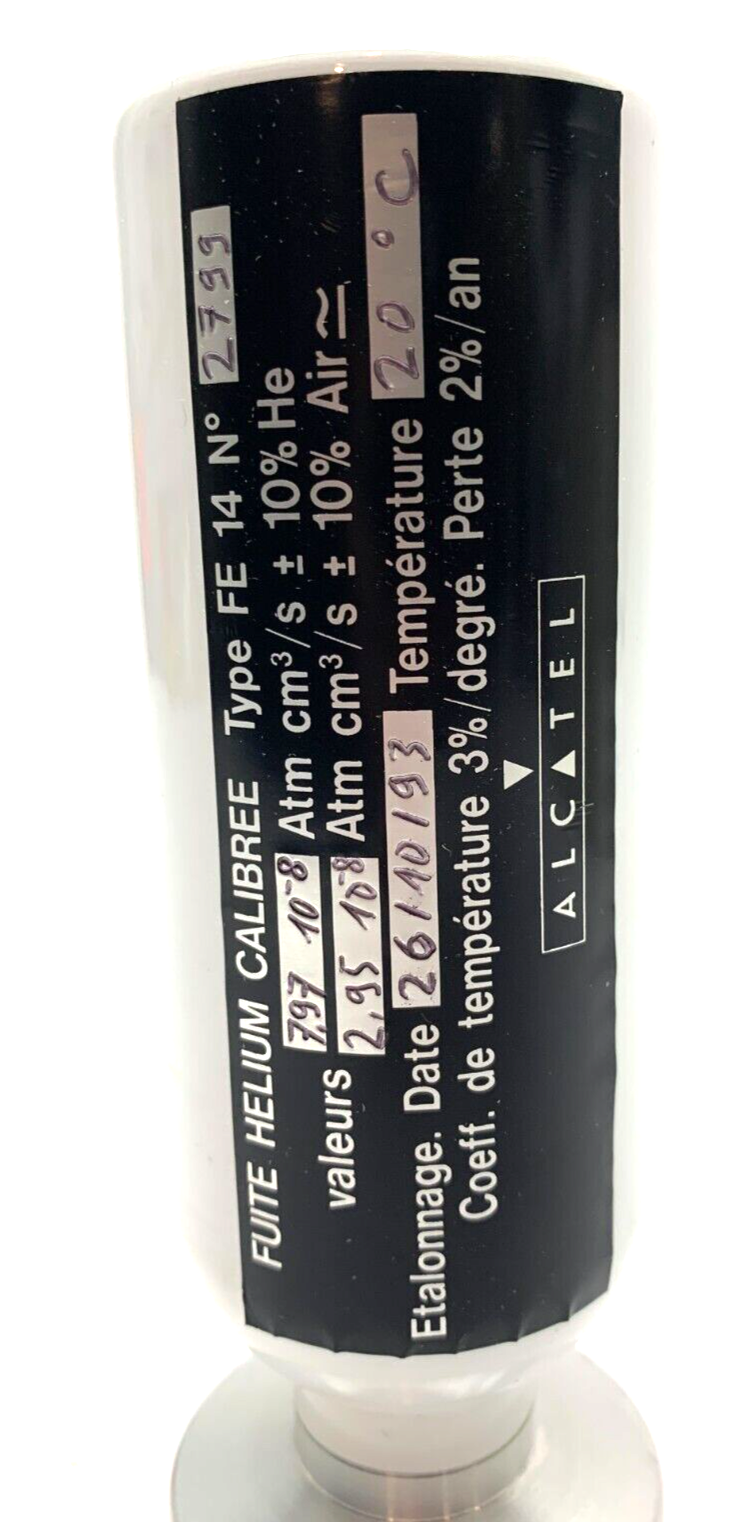 FUITE HELIUM CALIBREE Type FE 14 N° 2799
7,97 10⁻⁸ Atm cm³/s ± 10% He
valeurs
2,95 10⁻⁸ Atm cm³/s ± 10% Air ≃
Etalonnage. Date 26/10/93 Température 20 °C
Coeff. de température 3%/degré. Perte 2%/an
ALCATEL